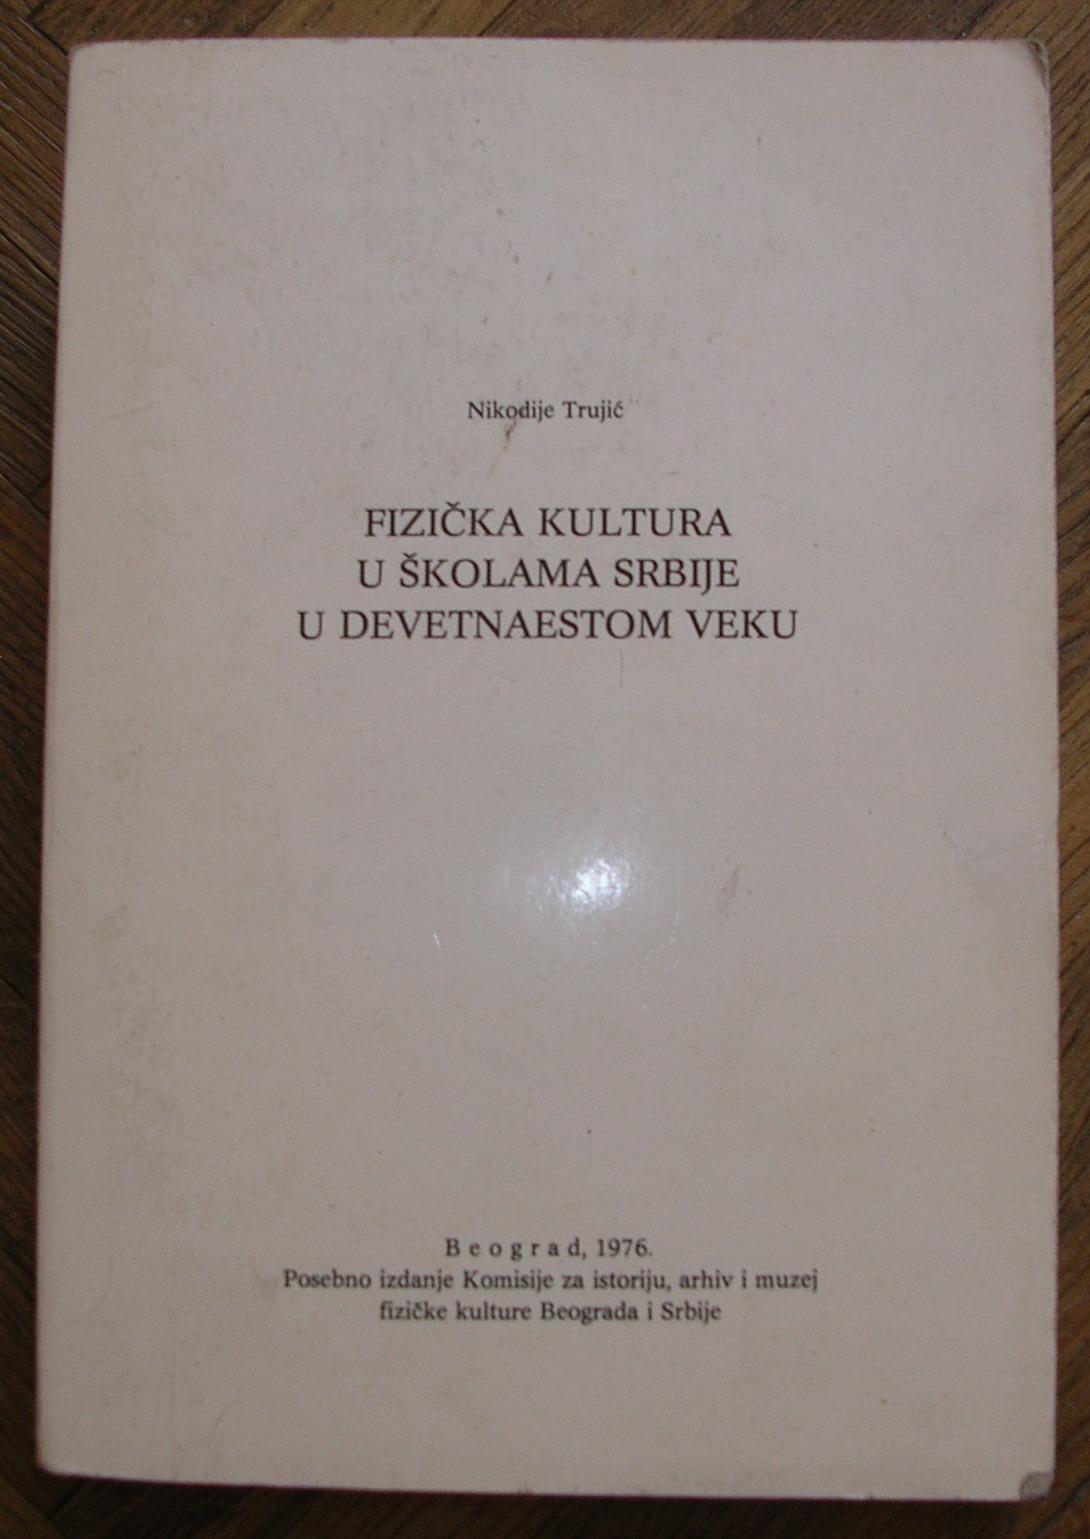 Nikodije Trujić
FIZIČKA KULTURA
U ŠKOLAMA SRBIJE
U DEVETNAESTOM VEKU
Beograd, 1976.
Posebno izdanje Komisije za istoriju, arhiv i muzej
fizičke kulture Beograda i Srbije